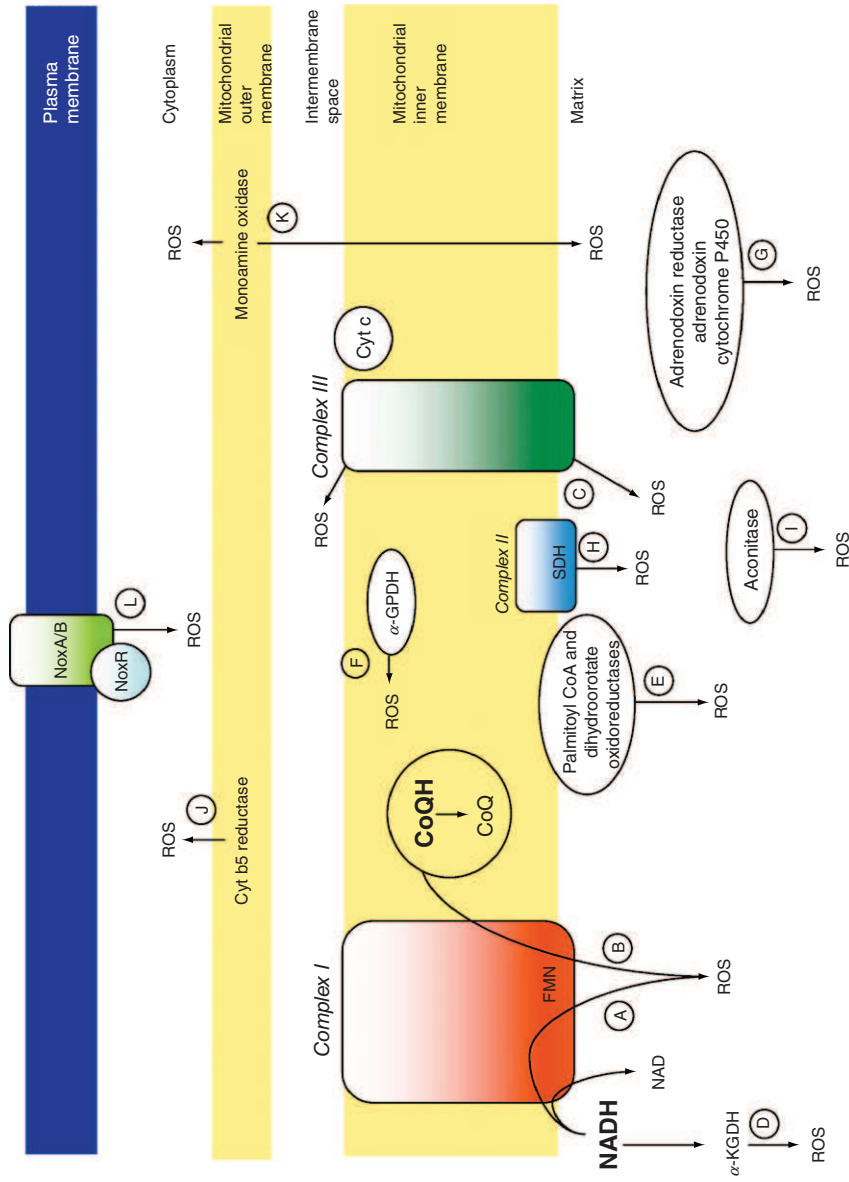 Plasma
membrane
Cytoplasm
Mitochondrial
outer
membrane
Intermembrane
space
Mitochondrial
inner
membrane
Matrix
NoxA/B
NoxR
L
ROS
ROS
J
Cyt b5 reductase
ROS
Monoamine oxidase
K
ROS
Complex I
FMN
NADH
NAD
A
B
ROS
α-KGDH
D
ROS
CoQH
CoQ
F
ROS
α-GPDH
Palmitoyl CoA and
dihydroorotate
oxidoreductases
E
ROS
Complex II
SDH
H
ROS
Complex III
ROS
C
ROS
Cyt c
Aconitase
I
ROS
Adrenodoxin reductase
adrenodoxin
cytochrome P450
G
ROS